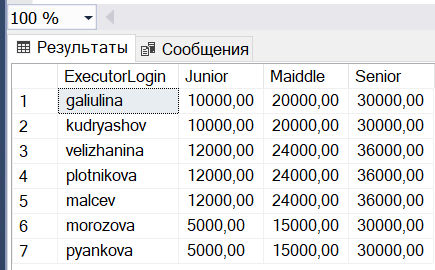 100 %
Результаты Сообщения
ExecutorLogin Junior Maiddle Senior
1 galiulina 10000,00 20000,00 30000,00
2 kudryashov 10000,00 20000,00 30000,00
3 velizhanina 12000,00 24000,00 36000,00
4 plotnikova 12000,00 24000,00 36000,00
5 malcev 12000,00 24000,00 36000,00
6 morozova 5000,00 15000,00 30000,00
7 pyankova 5000,00 15000,00 30000,00